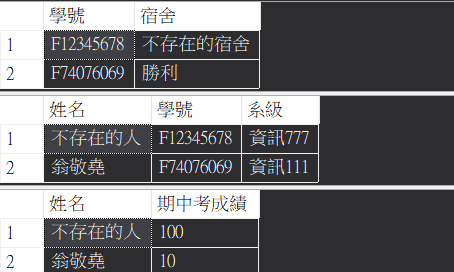 學號 宿舍
1 F12345678 不存在的宿舍
2 F74076069 勝利
姓名 學號 系級
1 不存在的人 F12345678 資訊777
2 翁敬堯 F74076069 資訊111
姓名 期中考成績
1 不存在的人 100
2 翁敬堯 10